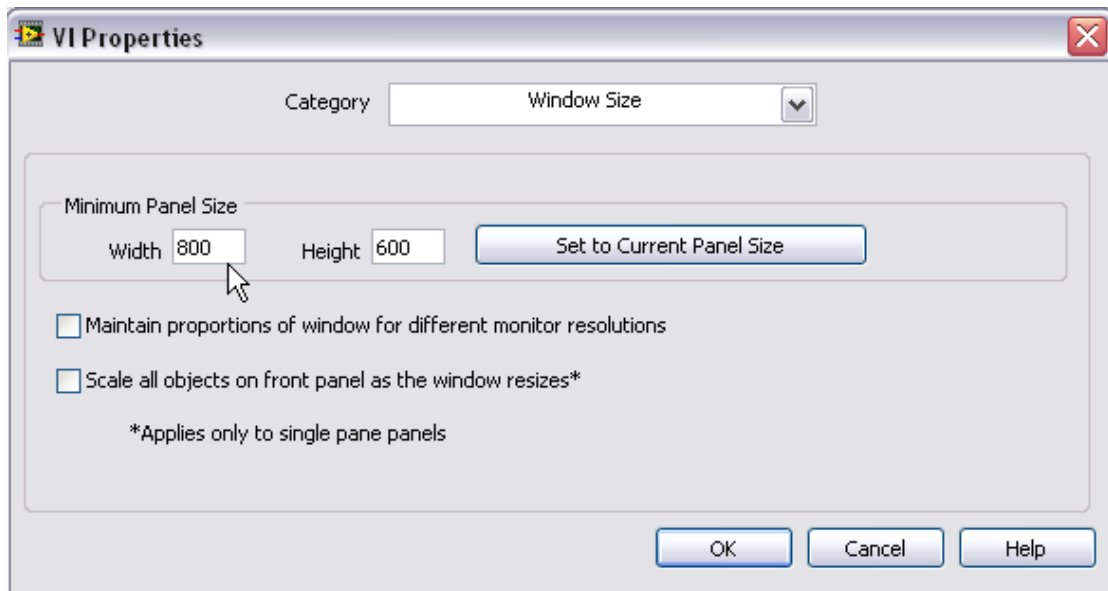 VI Properties
Category Window Size
Minimum Panel Size
Width 800 Height 600 Set to Current Panel Size
Maintain proportions of window for different monitor resolutions
Scale all objects on front panel as the window resizes*
*Applies only to single pane panels
OK Cancel Help